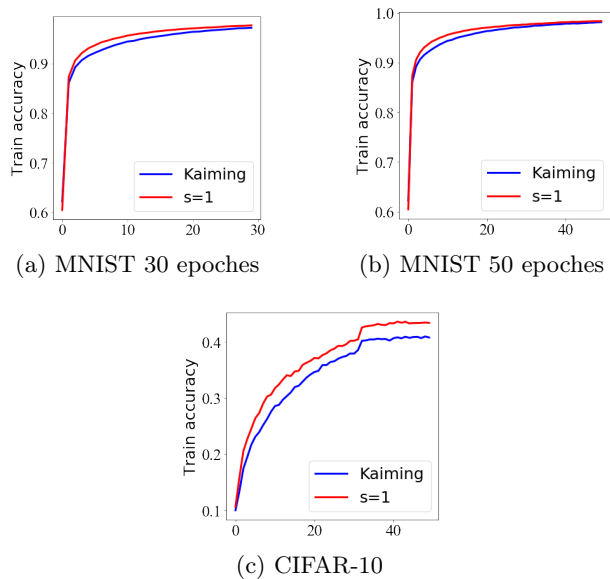 Train accuracy
0.9
0.8
0.7
0.6
0
10
20
30
Kaiming
s=1
(a) MNIST 30 epoches
Train accuracy
1.0
0.9
0.8
0.7
0.6
0
20
40
Kaiming
s=1
(b) MNIST 50 epoches
Train accuracy
0.4
0.3
0.2
0.1
0
20
40
Kaiming
s=1
(c) CIFAR-10